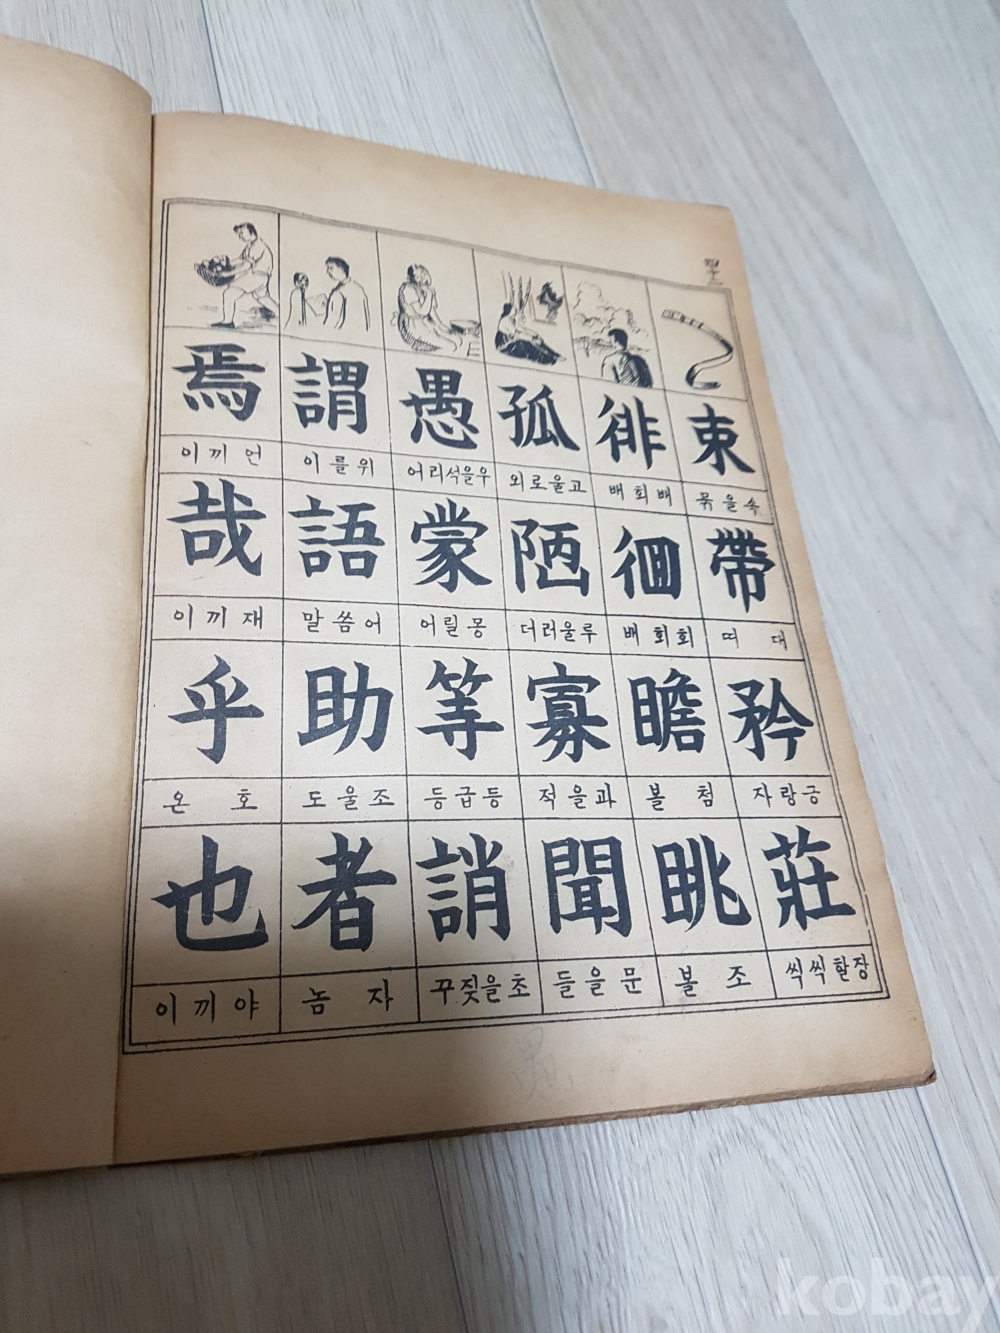 四十二
束
묶을속
帶
띠 대
矜
자랑긍
莊
씩씩할장
徘
배회배
徊
배회회
瞻
볼 첨
眺
볼 조
孤
외로울고
陋
더러울루
寡
적을과
聞
들을문
愚
어리석을우
蒙
어릴몽
等
등급등
誚
꾸짖을초
謂
이를위
語
말씀어
助
도울조
者
놈 자
焉
이끼언
哉
이끼재
乎
온 호
也
이끼야
kobay